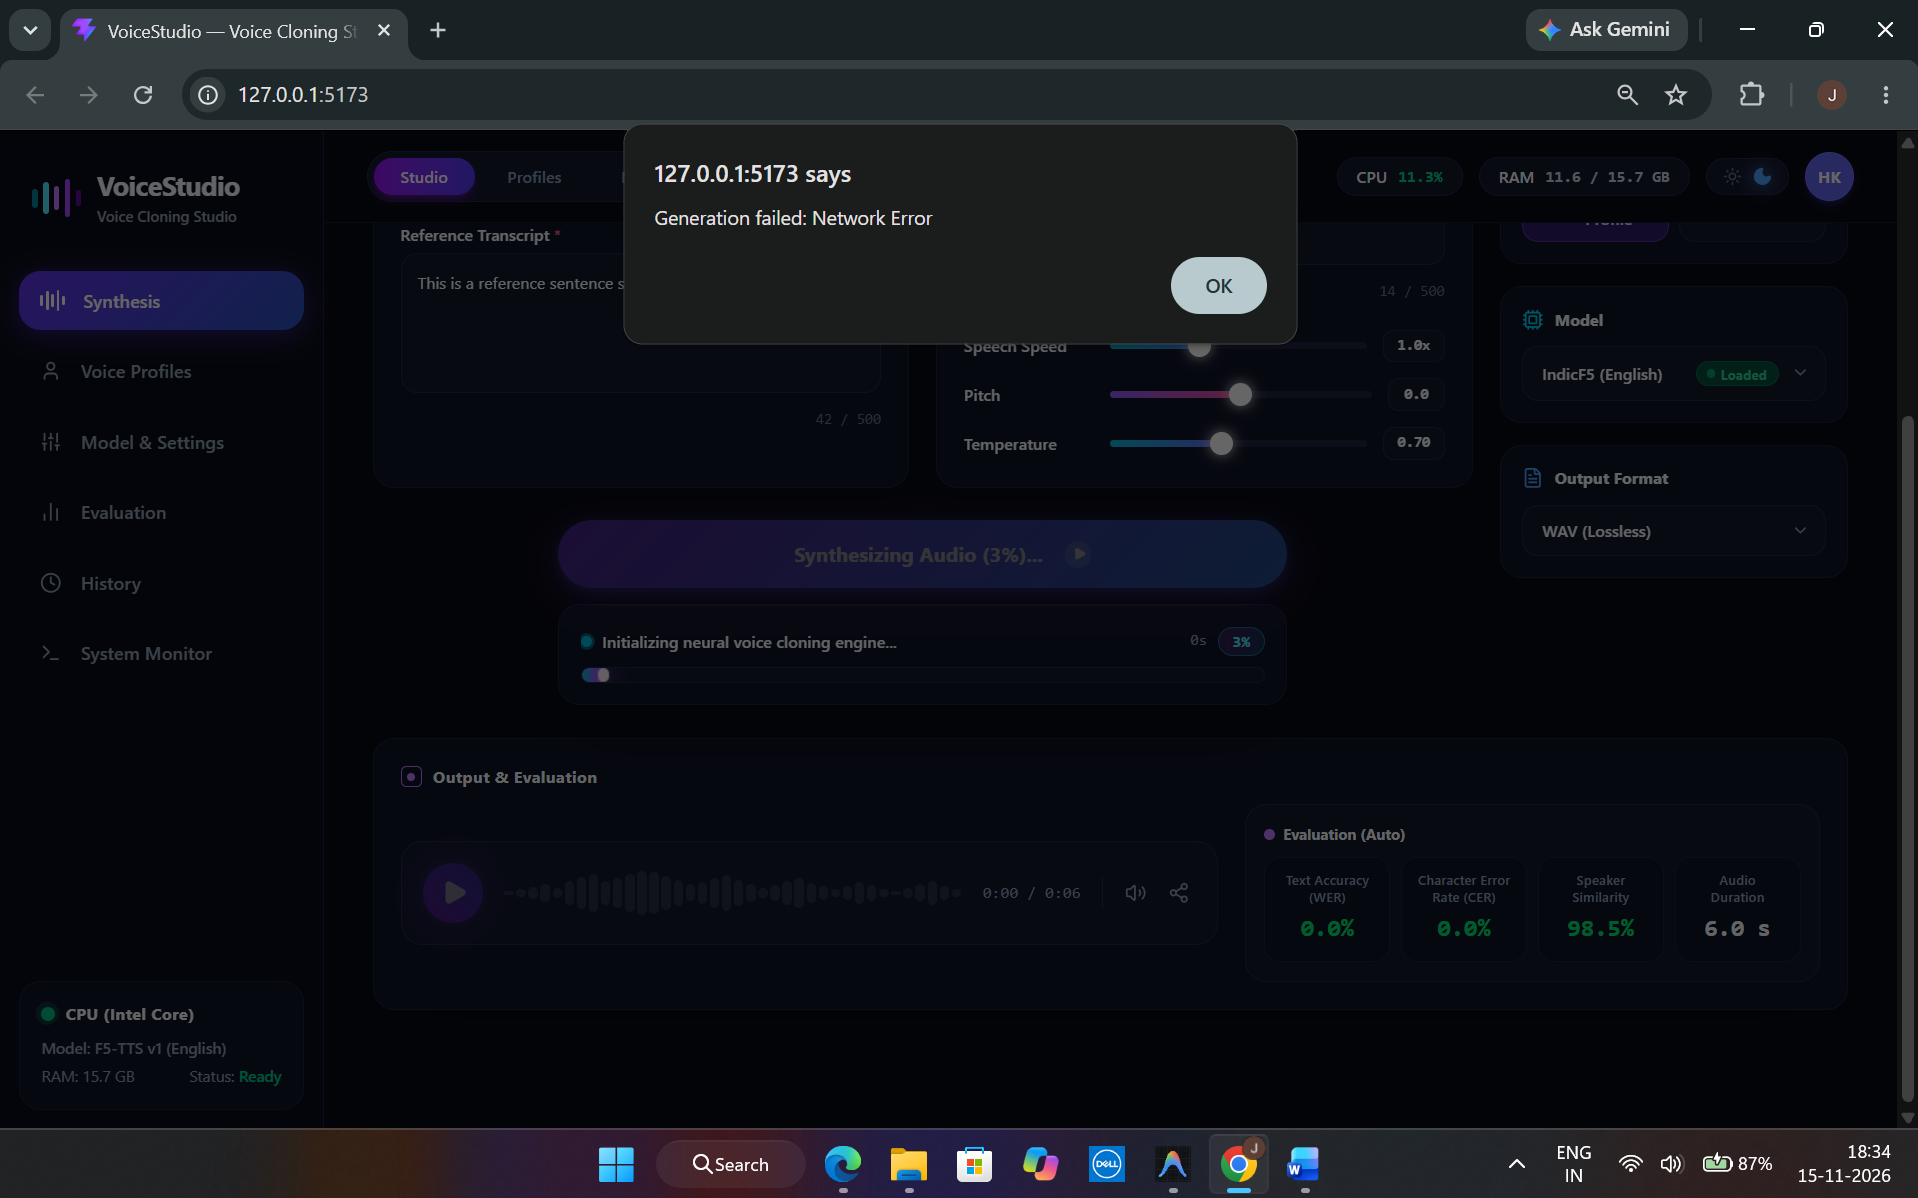 VoiceStudio — Voice Cloning St
Ask Gemini
127.0.0.1:5173
J
127.0.0.1:5173 says
Generation failed: Network Error
OK
VoiceStudio
Voice Cloning Studio
Synthesis
Voice Profiles
Model & Settings
Evaluation
History
System Monitor
CPU (Intel Core)
Model: F5-TTS v1 (English)
RAM: 15.7 GB
Status: Ready
Studio
Profiles
CPU 11.3%
RAM 11.6 / 15.7 GB
HK
Reference Transcript *
This is a reference sentence s
42 / 500
14 / 500
Speech Speed
1.0x
Pitch
0.0
Temperature
0.70
Model
IndicF5 (English)
Loaded
Output Format
WAV (Lossless)
Synthesizing Audio (3%)...
Initializing neural voice cloning engine...
0s
3%
Output & Evaluation
0:00 / 0:06
Evaluation (Auto)
Text Accuracy
(WER)
0.0%
Character Error
Rate (CER)
0.0%
Speaker
Similarity
98.5%
Audio
Duration
6.0 s
Search
DELL
J
W
ENG
IN
87%
18:34
15-11-2026